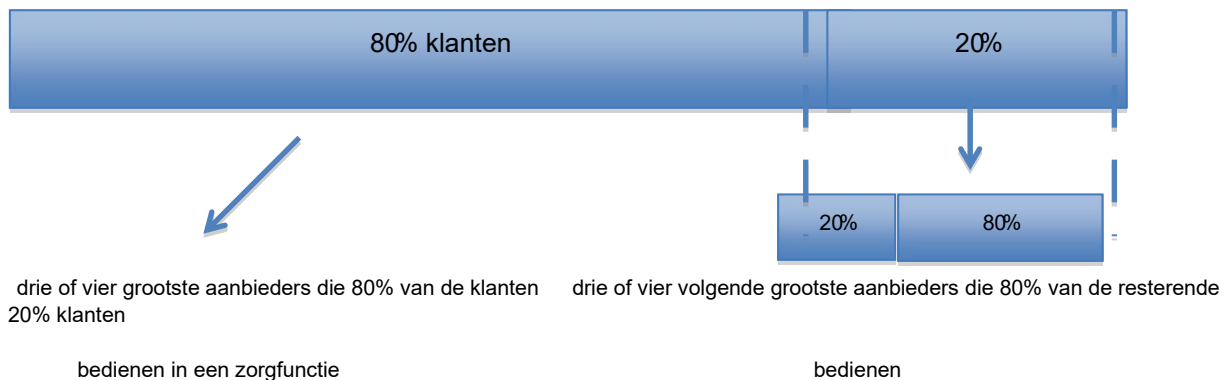 80% klanten 20%
20% 80%
drie of vier grootste aanbieders die 80% van de klanten drie of vier volgende grootste aanbieders die 80% van de resterende
20% klanten
bedienen in een zorgfunctie bedienen